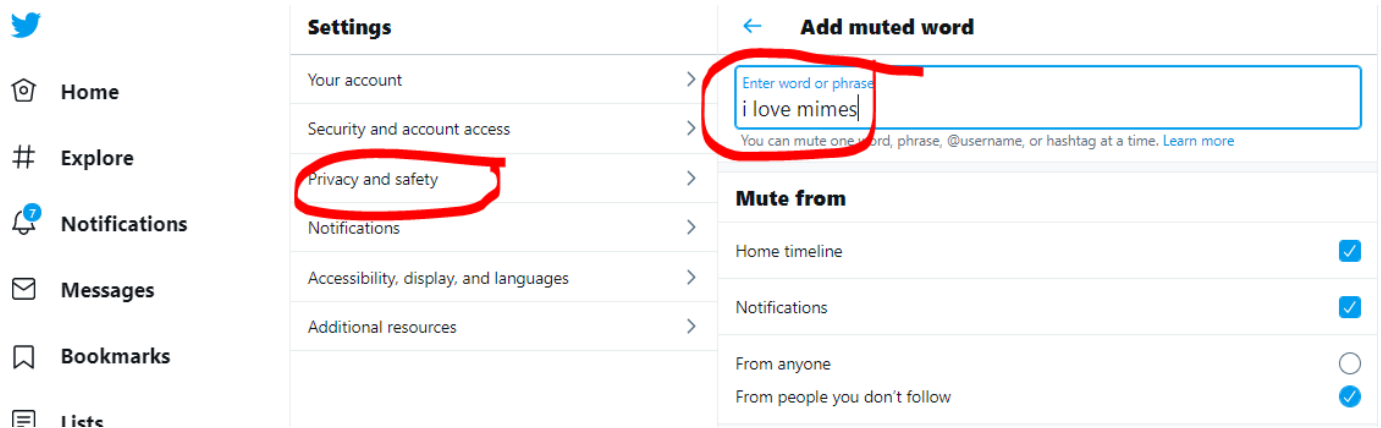 Home
Explore
7
Notifications
Messages
Bookmarks
Lists
Settings
Your account
Security and account access
Privacy and safety
Notifications
Accessibility, display, and languages
Additional resources
Add muted word
Enter word or phrase
i love mimes
You can mute one word, phrase, @username, or hashtag at a time. Learn more
Mute from
Home timeline
Notifications
From anyone
From people you don't follow